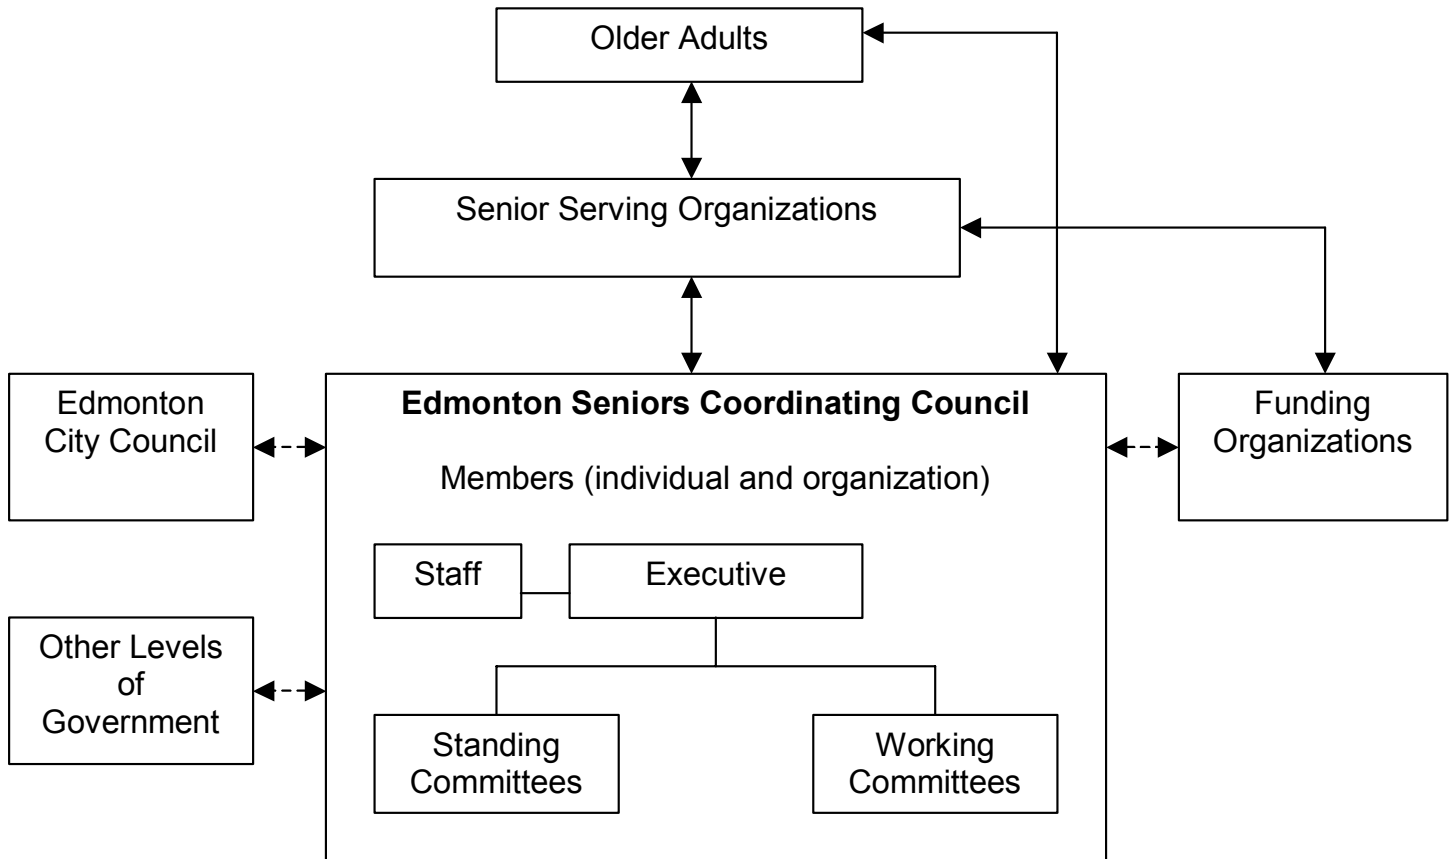 Older Adults
Senior Serving Organizations
Edmonton
City Council
Edmonton Seniors Coordinating Council
Members (individual and organization)
Funding
Organizations
Staff
Executive
Other Levels
of
Government
Standing
Committees
Working
Committees